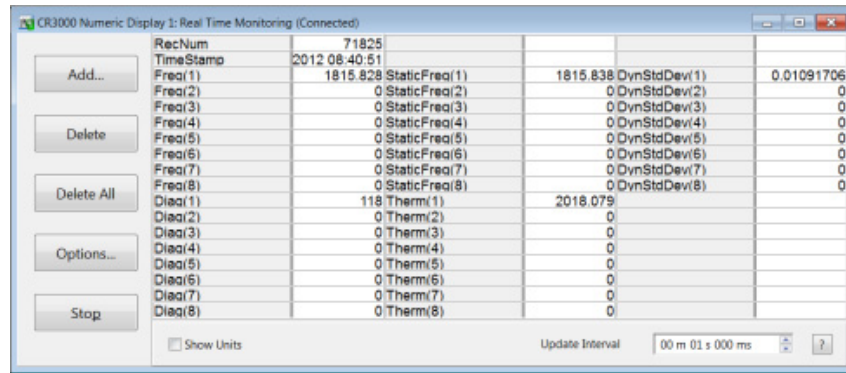 CR3000 Numeric Display 1: Real Time Monitoring (Connected)
Add...
Delete
Delete All
Options...
Stop
RecNum 71825
TimeStamp 2012 08:40:51
Freq(1) 1815.828 StaticFreq(1) 1815.838 DynStdDev(1) 0.01091706
Freq(2) 0 StaticFreq(2) 0 DynStdDev(2) 0
Freq(3) 0 StaticFreq(3) 0 DynStdDev(3) 0
Freq(4) 0 StaticFreq(4) 0 DynStdDev(4) 0
Freq(5) 0 StaticFreq(5) 0 DynStdDev(5) 0
Freq(6) 0 StaticFreq(6) 0 DynStdDev(6) 0
Freq(7) 0 StaticFreq(7) 0 DynStdDev(7) 0
Freq(8) 0 StaticFreq(8) 0 DynStdDev(8) 0
Diag(1) 118 Therm(1) 2018.079
Diag(2) 0 Therm(2) 0
Diag(3) 0 Therm(3) 0
Diag(4) 0 Therm(4) 0
Diag(5) 0 Therm(5) 0
Diag(6) 0 Therm(6) 0
Diag(7) 0 Therm(7) 0
Diag(8) 0 Therm(8) 0
Show Units Update Interval 00 m 01 s 000 ms ?